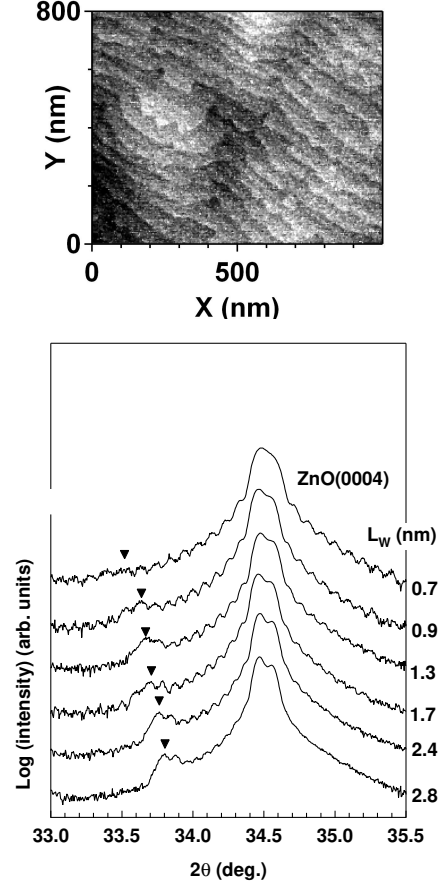 800
Y (nm)
0
0
500
X (nm)
ZnO(0004)
L_W (nm)
0.7
0.9
1.3
1.7
2.4
2.8
Log (intensity) (arb. units)
33.0 33.5 34.0 34.5 35.0 35.5
2θ (deg.)